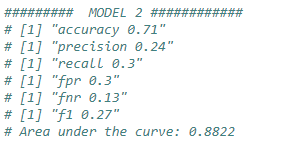 #########  MODEL 2 ############
# [1] "accuracy 0.71"
# [1] "precision 0.24"
# [1] "recall 0.3"
# [1] "fpr 0.3"
# [1] "fnr 0.13"
# [1] "f1 0.27"
# Area under the curve: 0.8822